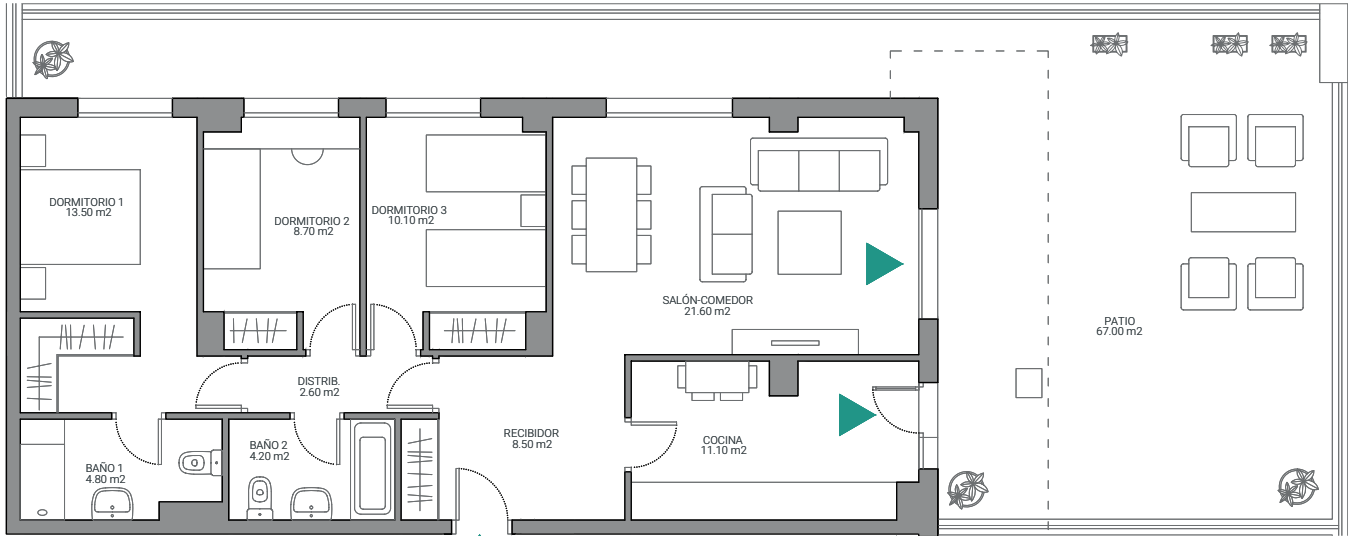 DORMITORIO 1
13.50 m2
DORMITORIO 2
8.70 m2
DORMITORIO 3
10.10 m2
SALÓN-COMEDOR
21.60 m2
PATIO
67.00 m2
DISTRIB.
2.60 m2
BAÑO 1
4.80 m2
BAÑO 2
4.20 m2
RECIBIDOR
8.50 m2
COCINA
11.10 m2